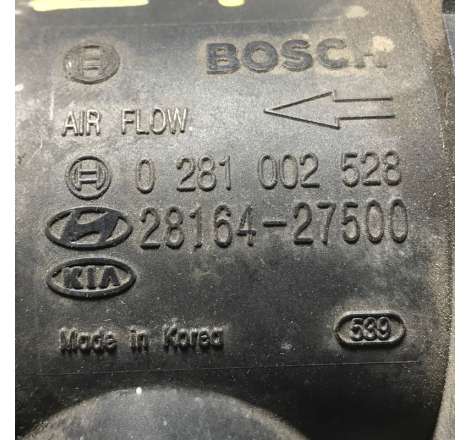 BOSCH
AIR FLOW
0 281 002 528
28164-27500
KIA
Made in Korea
539